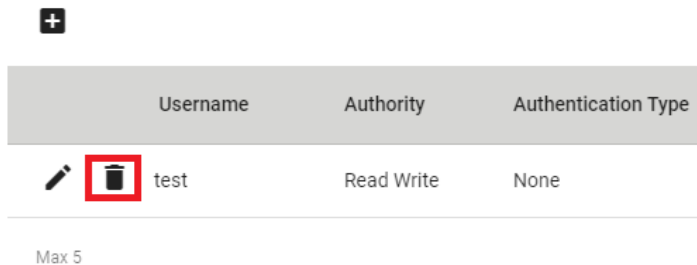 Username Authority Authentication Type
test Read Write None
Max 5